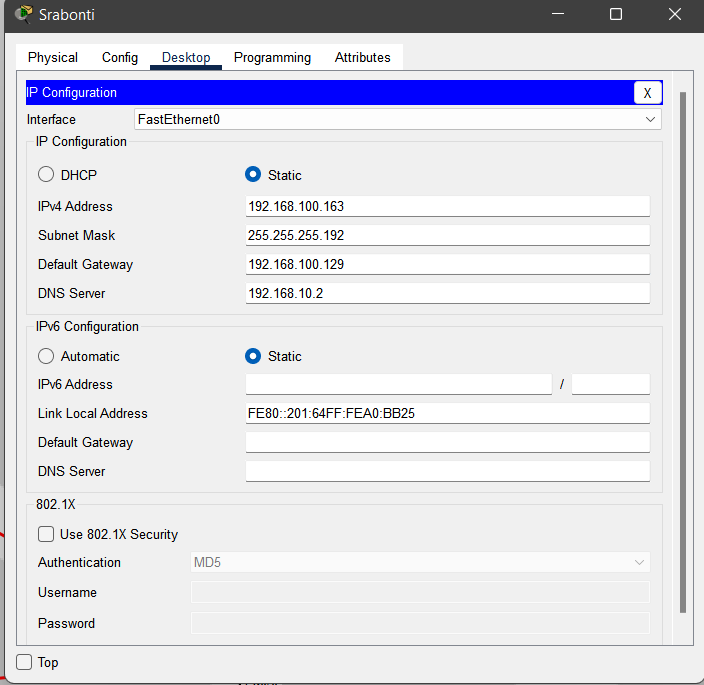 Srabonti
Physical Config Desktop Programming Attributes
IP Configuration X
Interface FastEthernet0
IP Configuration
DHCP Static
IPv4 Address 192.168.100.163
Subnet Mask 255.255.255.192
Default Gateway 192.168.100.129
DNS Server 192.168.10.2
IPv6 Configuration
Automatic Static
IPv6 Address /
Link Local Address FE80::201:64FF:FEA0:BB25
Default Gateway
DNS Server
802.1X
Use 802.1X Security
Authentication MD5
Username
Password
Top